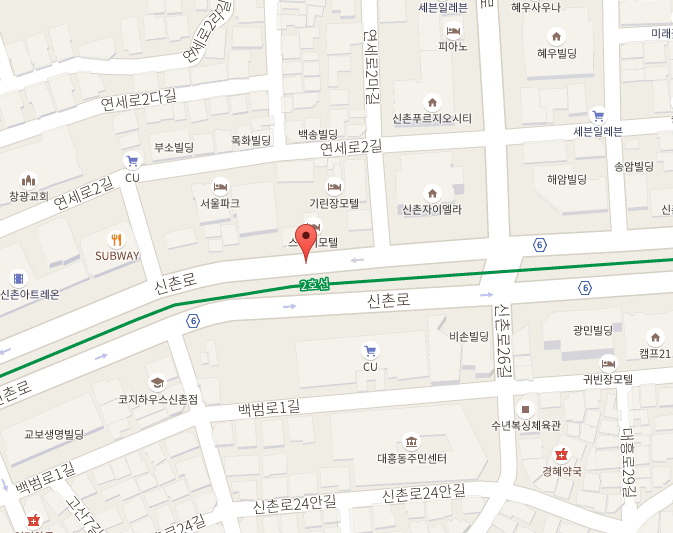 세븐일레븐
혜우사우나
연세로2라길
피아노
혜우빌딩
연세로2마길
연세로2다길
신촌푸르지오시티
세븐일레븐
백송빌딩
목화빌딩
부소빌딩
연세로2길
CU
송암빌딩
창광교회
연세로2길
서울파크
기린장모텔
신촌자이엘라
해암빌딩
모텔
SUBWAY
6
신촌아트레온
신촌로
2호선
6
신촌로
6
신촌로26길
비손빌딩
광민빌딩
CU
캠프21
귀빈장모텔
코지하우스신촌점
백범로1길
수년복싱체육관
교보생명빌딩
대흥동주민센터
경혜약국
대흥로29길
백범로1길
고산7길
신촌로24안길
신촌로24안길